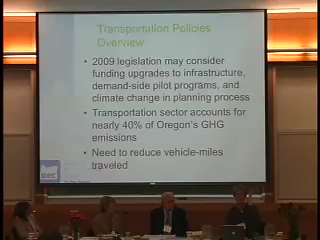 Transportation Policies
Overview
• 2009 legislation may consider
funding upgrades to infrastructure,
demand-side pilot programs, and
climate change in planning process
• Transportation sector accounts for
nearly 40% of Oregon's GHG
emissions
• Need to reduce vehicle-miles
traveled
oec